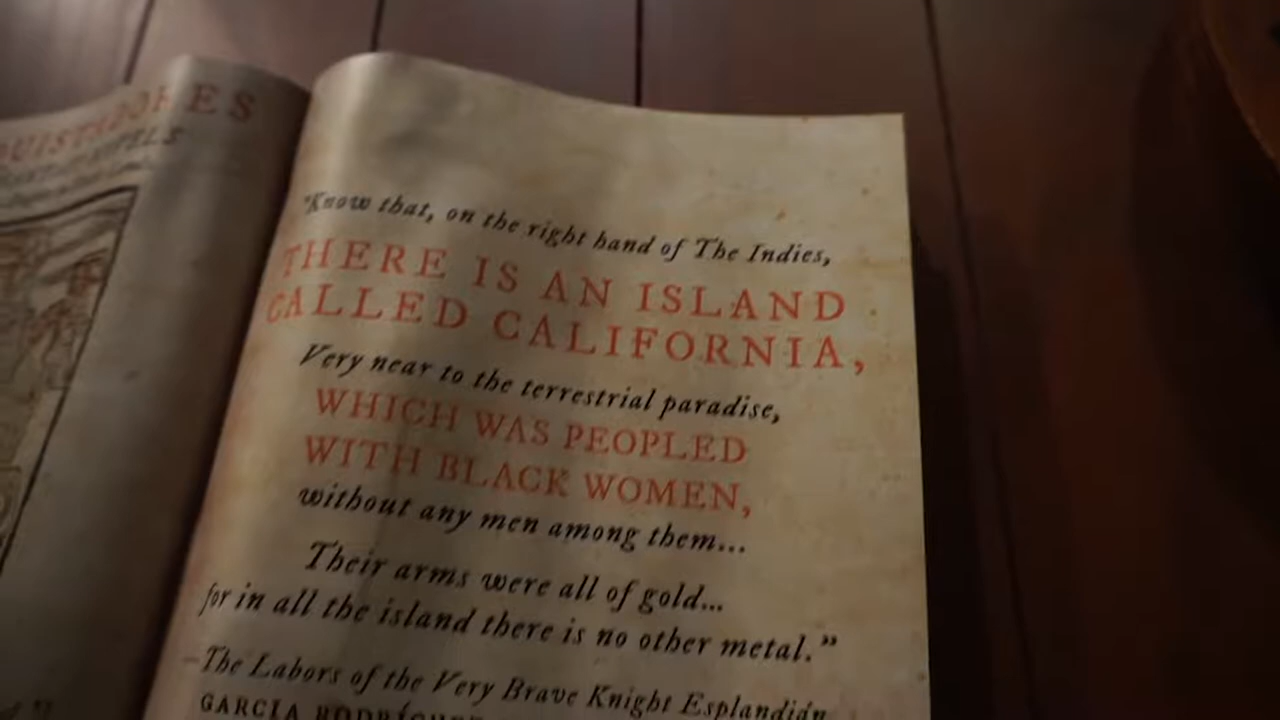 "Know that, on the right hand of The Indies,
THERE IS AN ISLAND
CALLED CALIFORNIA,
Very near to the terrestrial paradise,
WHICH WAS PEOPLED
WITH BLACK WOMEN,
without any men among them...
Their arms were all of gold...
for in all the island there is no other metal."
–The Labors of the Very Brave Knight Esplandián
GARCIA